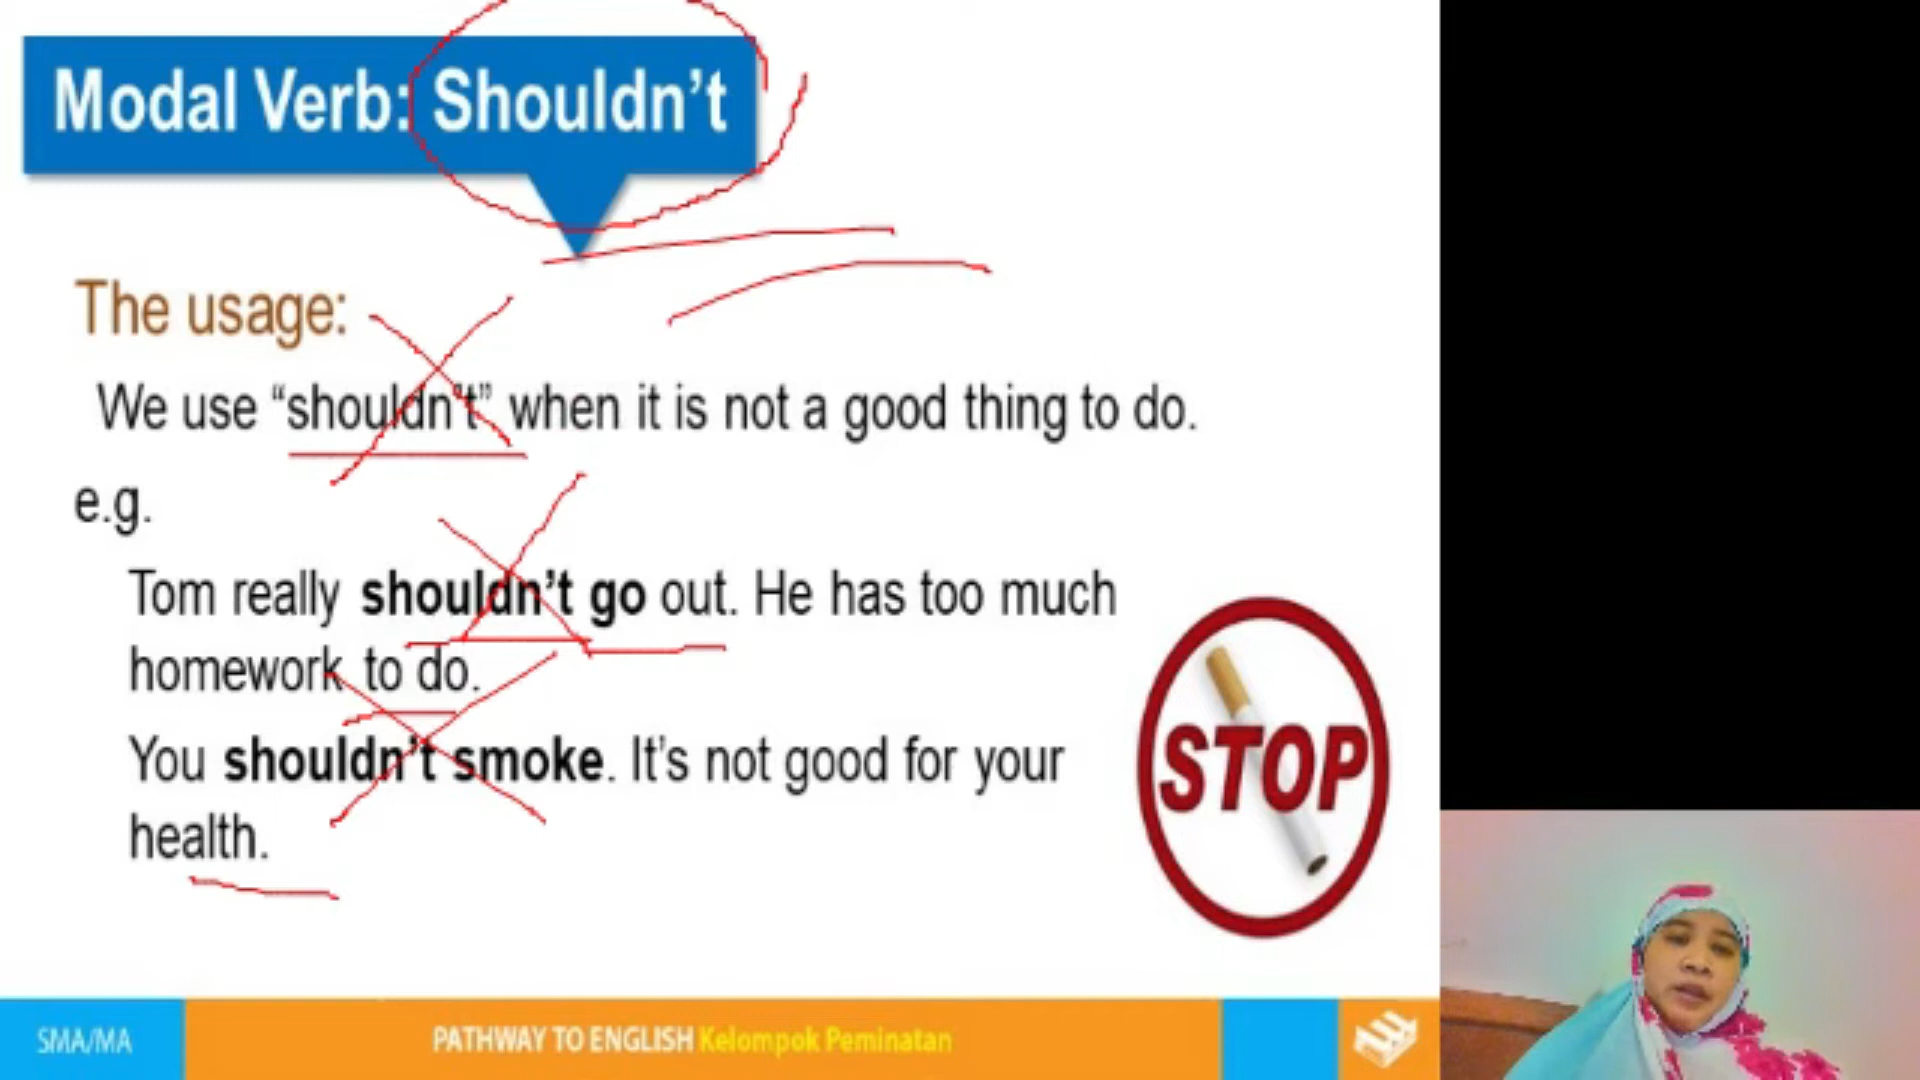 Modal Verb: Shouldn't
The usage:
We use “shouldn't” when it is not a good thing to do.
e.g.
Tom really shouldn't go out. He has too much
homework to do.
You shouldn't smoke. It's not good for your
health.
STOP
SMA/MA
PATHWAY TO ENGLISH Kelompok Peminatan